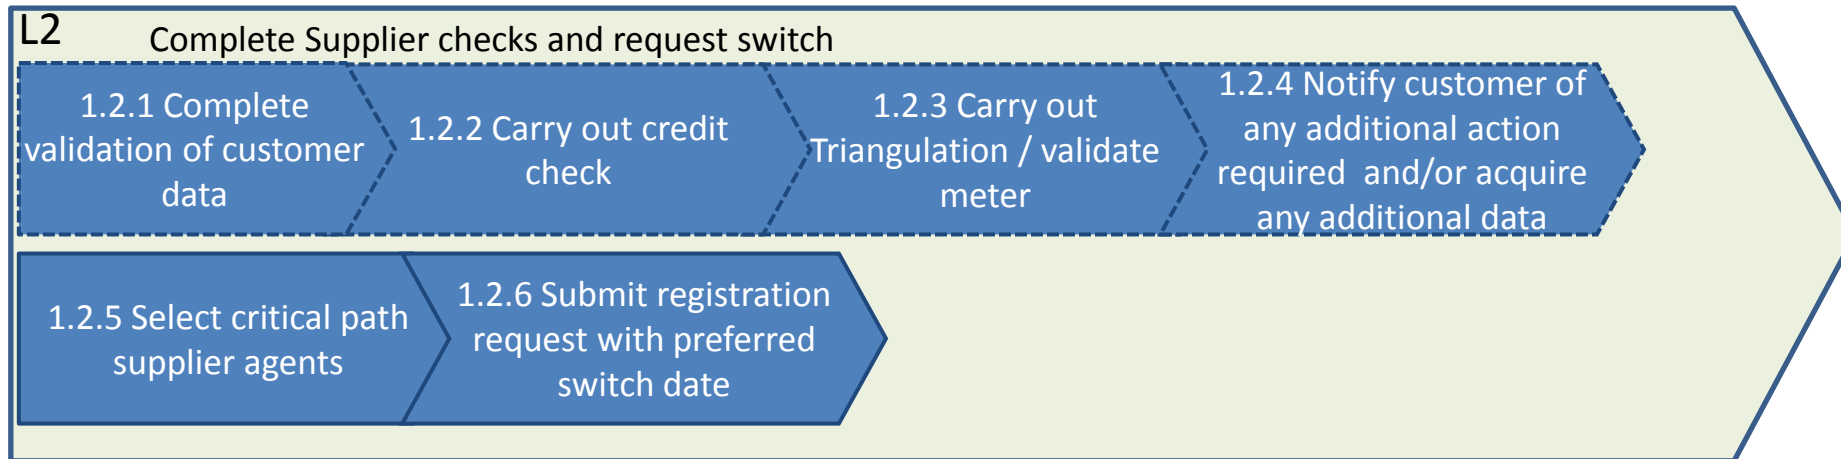 L2
Complete Supplier checks and request switch
1.2.1 Complete
validation of customer
data
1.2.2 Carry out credit
check
1.2.3 Carry out
Triangulation / validate
meter
1.2.4 Notify customer of
any additional action
required  and/or acquire
any additional data
1.2.5 Select critical path
supplier agents
1.2.6 Submit registration
request with preferred
switch date